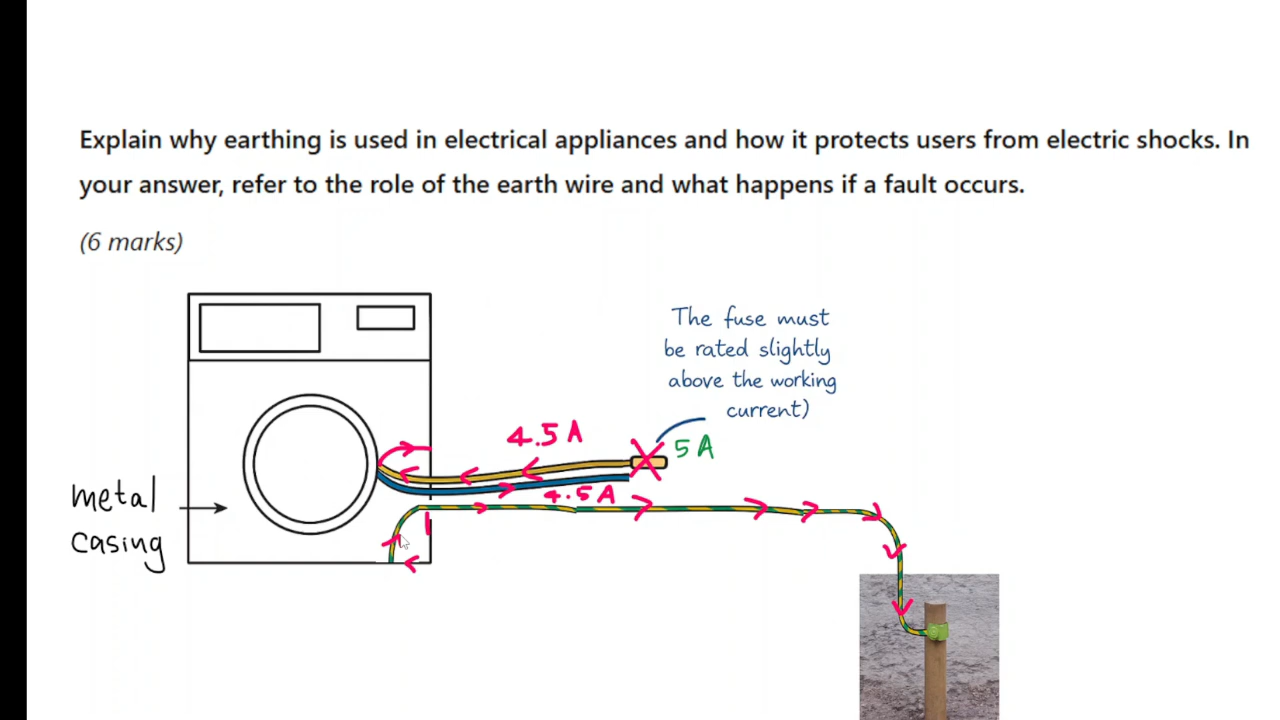 Explain why earthing is used in electrical appliances and how it protects users from electric shocks. In
your answer, refer to the role of the earth wire and what happens if a fault occurs.
(6 marks)
The fuse must
be rated slightly
above the working
current)
4.5 A
5 A
4.5 A
metal
casing